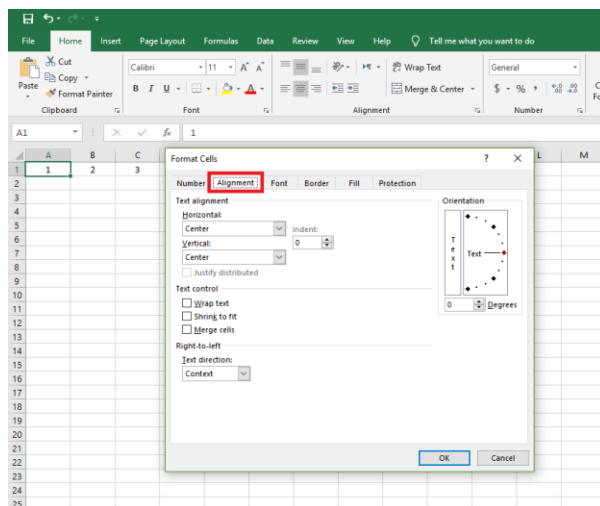 File Home Insert Page Layout Formulas Data Review View Help Tell me what you want to do
Cut
Copy
Format Painter
Paste
Calibri 11 A A
B I U A
Wrap Text
Merge & Center
General
$ % ,
Clipboard Font Alignment Number
A1 fx 1
A B C L M
1 1 2 3
2
3
4
5
6
7
8
9
10
11
12
13
14
15
16
17
18
19
20
21
22
23
24
25
Format Cells ? X
Number Alignment Font Border Fill Protection
Text alignment
Horizontal:
Center
Indent:
0
Vertical:
Center
Justify distributed
Text control
Wrap text
Shrink to fit
Merge cells
Right-to-left
Text direction:
Context
Orientation
Text
Text
0 Degrees
OK Cancel